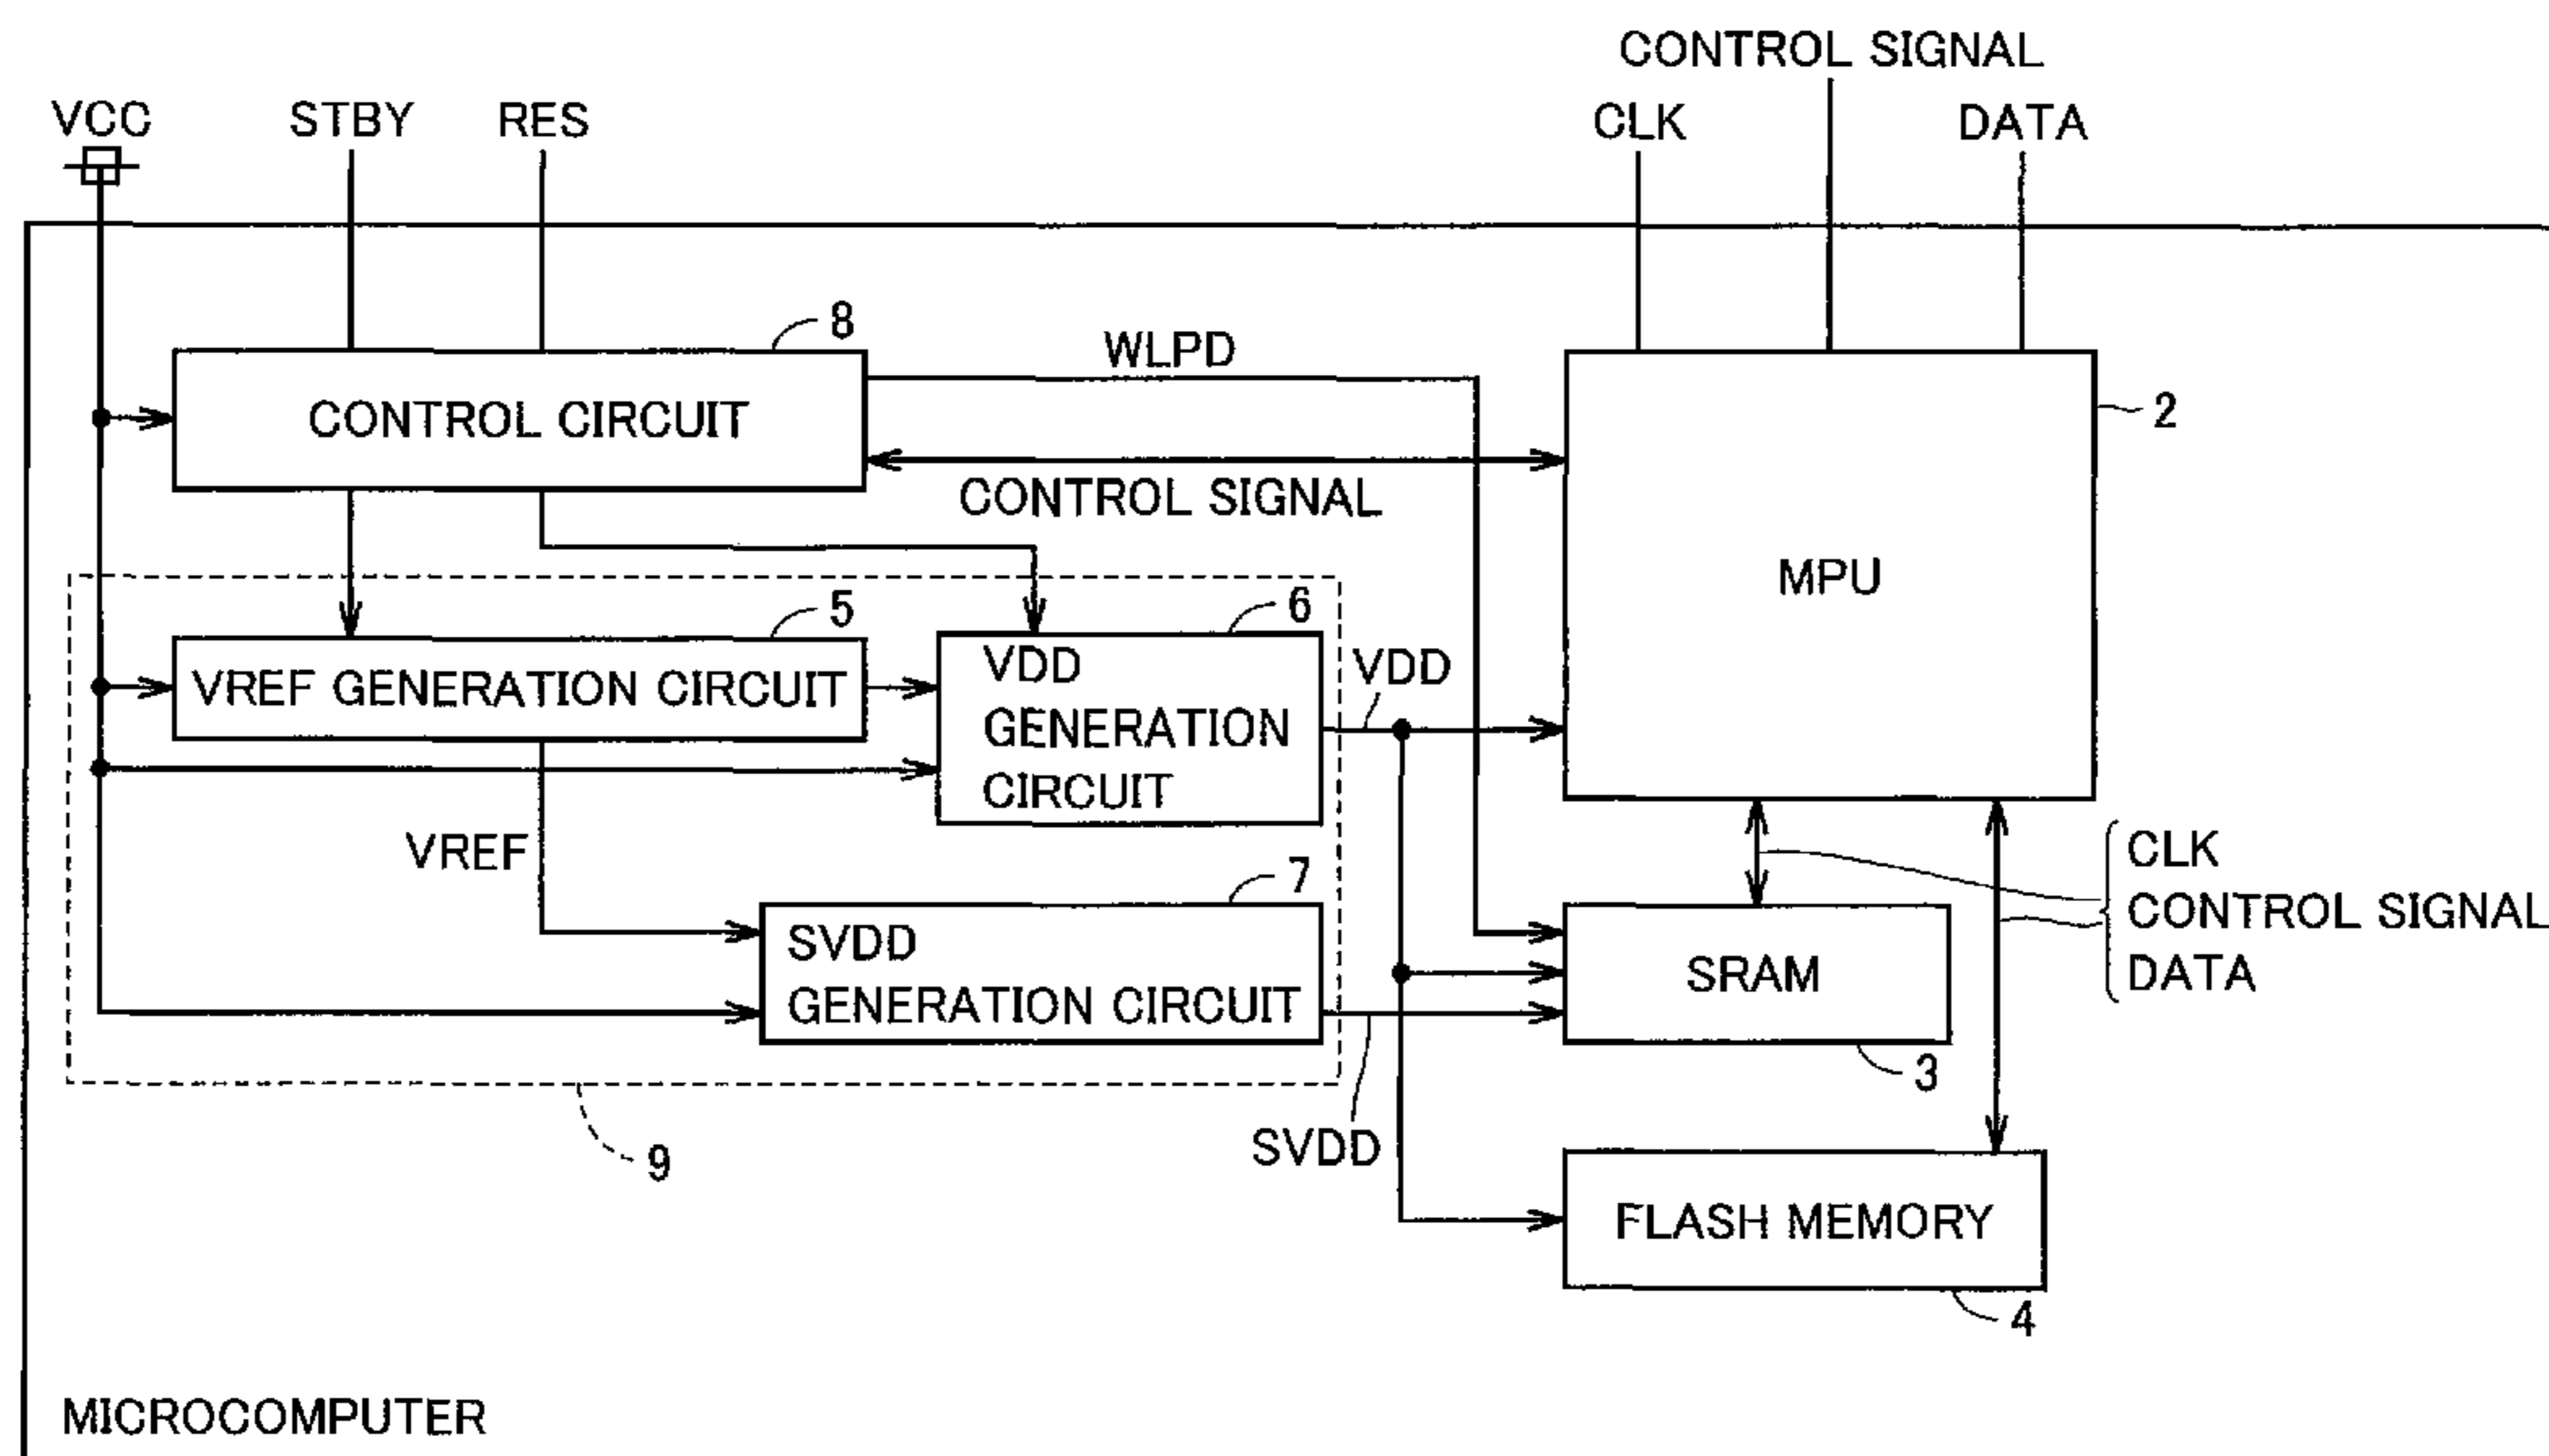 CONTROL SIGNAL
VCC
STBY
RES
CLK
DATA
8
WLPD
CONTROL CIRCUIT
2
CONTROL SIGNAL
MPU
5
6
VREF GENERATION CIRCUIT
VDD
GENERATION
CIRCUIT
VDD
VREF
7
SVDD
GENERATION CIRCUIT
CLK
CONTROL SIGNAL
DATA
SRAM
3
SVDD
9
FLASH MEMORY
4
MICROCOMPUTER